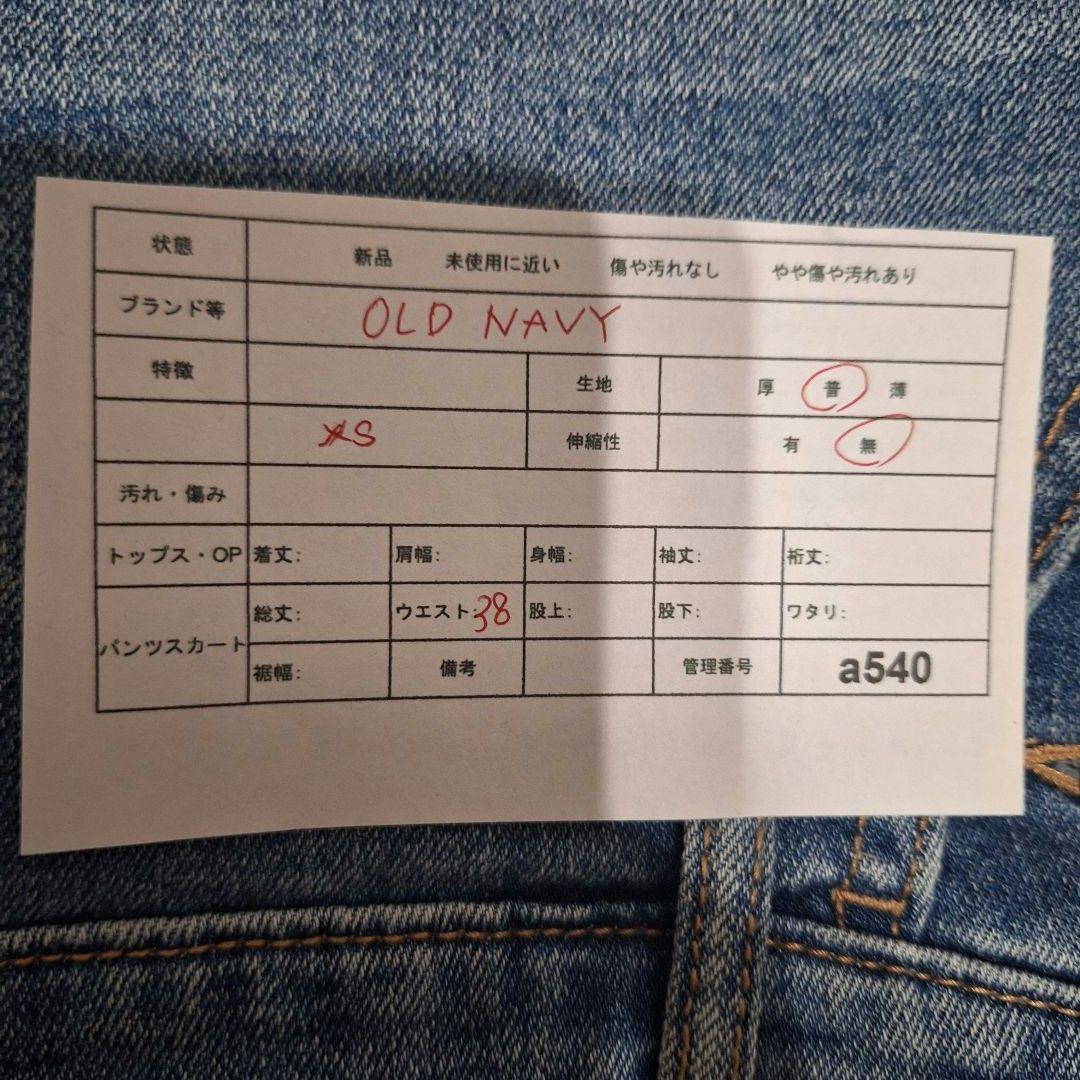 状態 新品 未使用に近い 傷や汚れなし やや傷や汚れあり
ブランド等 OLD NAVY
特徴 生地 厚 普 薄
XS 伸縮性 有 無
汚れ・傷み
トップス・OP 着丈: 肩幅: 身幅: 袖丈: 裄丈:
パンツスカート 総丈: ウエスト:38 股上: 股下: ワタリ:
裾幅: 備考 管理番号 a540